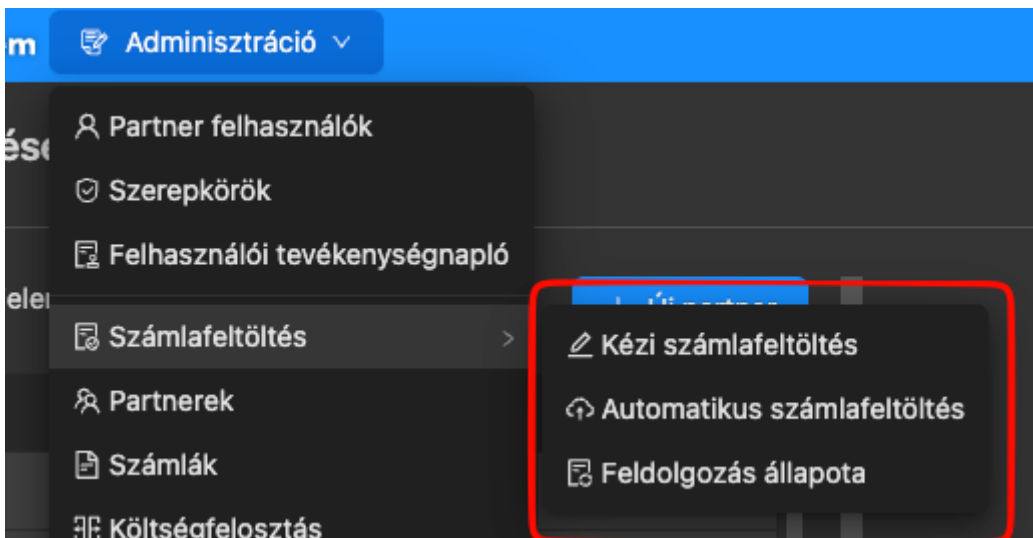 m
Adminisztráció
Partner felhasználók
Szerepkörök
Felhasználói tevékenységnapló
Számlafeltöltés
Kézi számlafeltöltés
Automatikus számlafeltöltés
Feldolgozás állapota
Partnerek
Számlák
Költségfelosztás